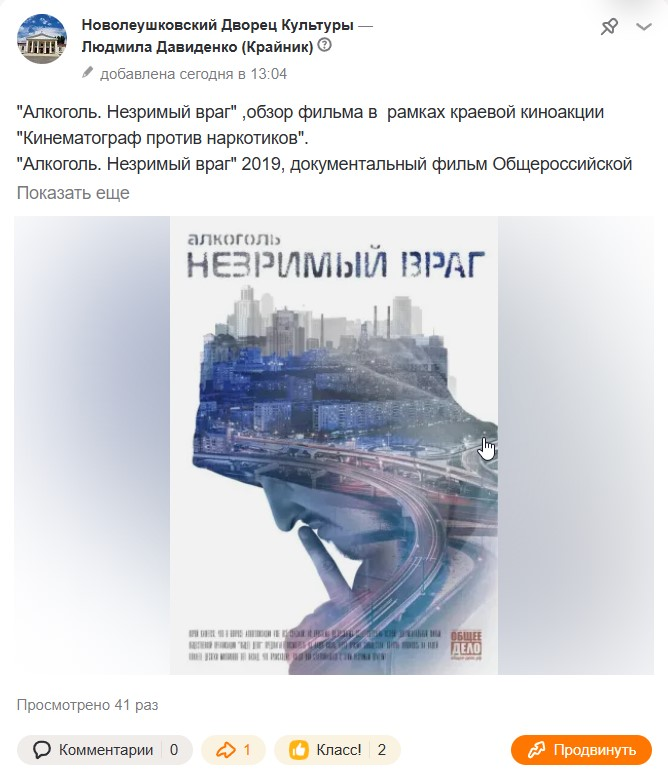 Новолеушковский Дворец Культуры —
Людмила Давиденко (Крайник)
добавлена сегодня в 13:04
"Алкоголь. Незримый враг" ,обзор фильма в рамках краевой киноакции
"Кинематограф против наркотиков".
"Алкоголь. Незримый враг" 2019, документальный фильм Общероссийской
Показать еще
алкоголь
НЕЗРИМЫЙ ВРАГ
ОБЩЕЕ
ДЕЛО
Просмотрено 41 раз
Комментарии 0
1
Класс! 2
Продвинуть